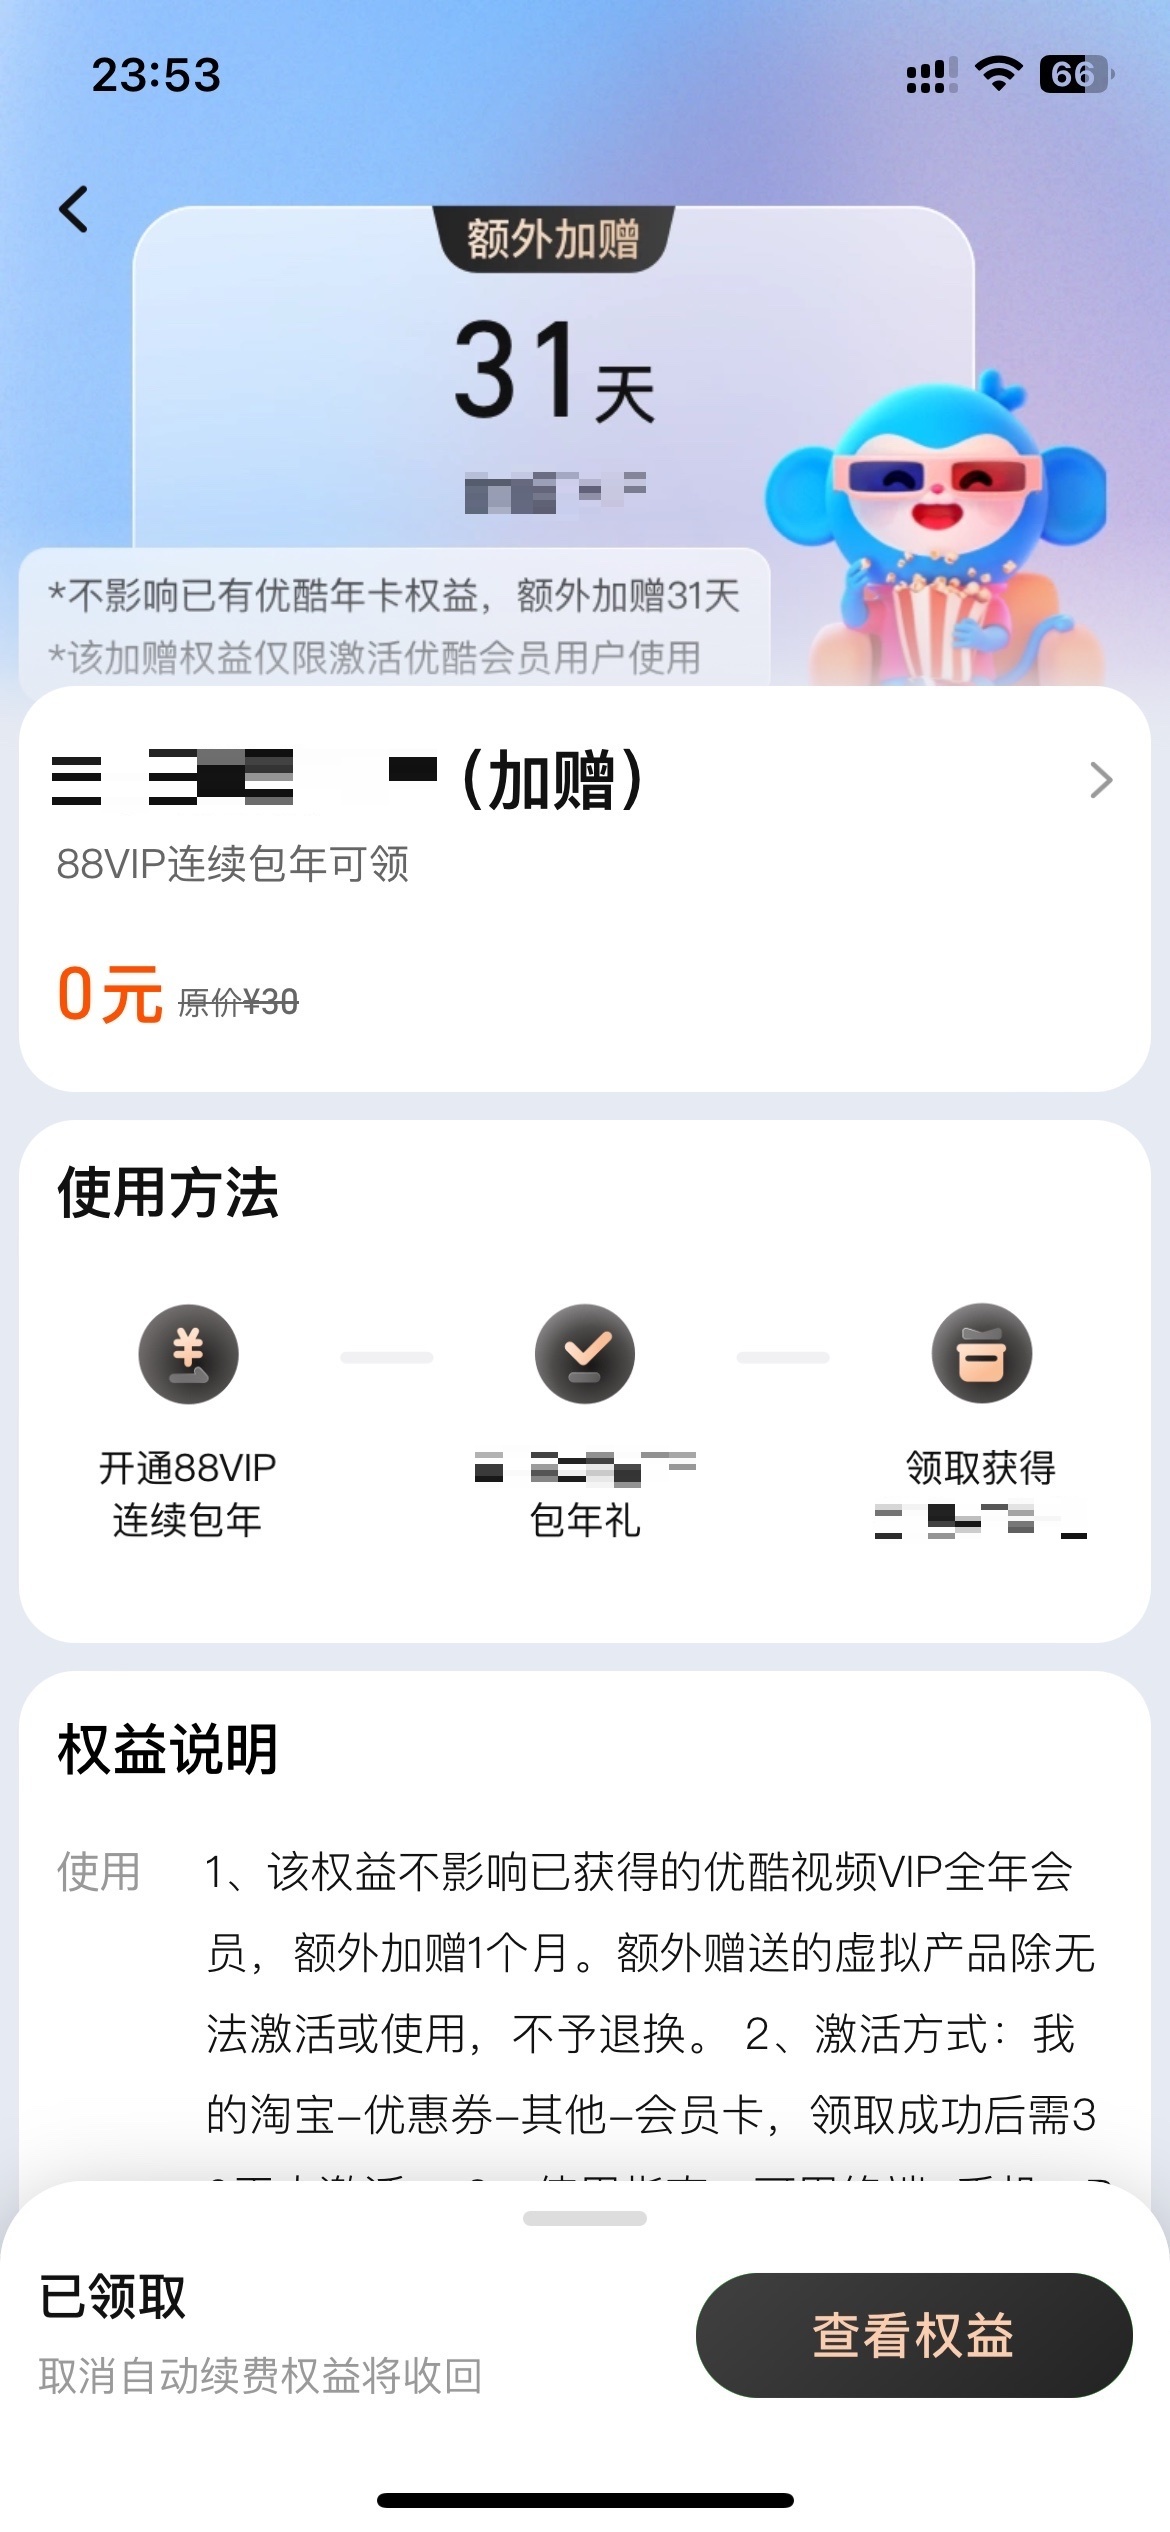 23:53
66
额外加赠
31天
*不影响已有优酷年卡权益，额外加赠31天
*该加赠权益仅限激活优酷会员用户使用
（加赠）
88VIP连续包年可领
0元 原价¥30
使用方法
开通88VIP
连续包年
包年礼
领取获得
权益说明
使用 1、该权益不影响已获得的优酷视频VIP全年会
员，额外加赠1个月。额外赠送的虚拟产品除无
法激活或使用，不予退换。 2、激活方式：我
的淘宝-优惠券-其他-会员卡，领取成功后需3
已领取
取消自动续费权益将收回
查看权益